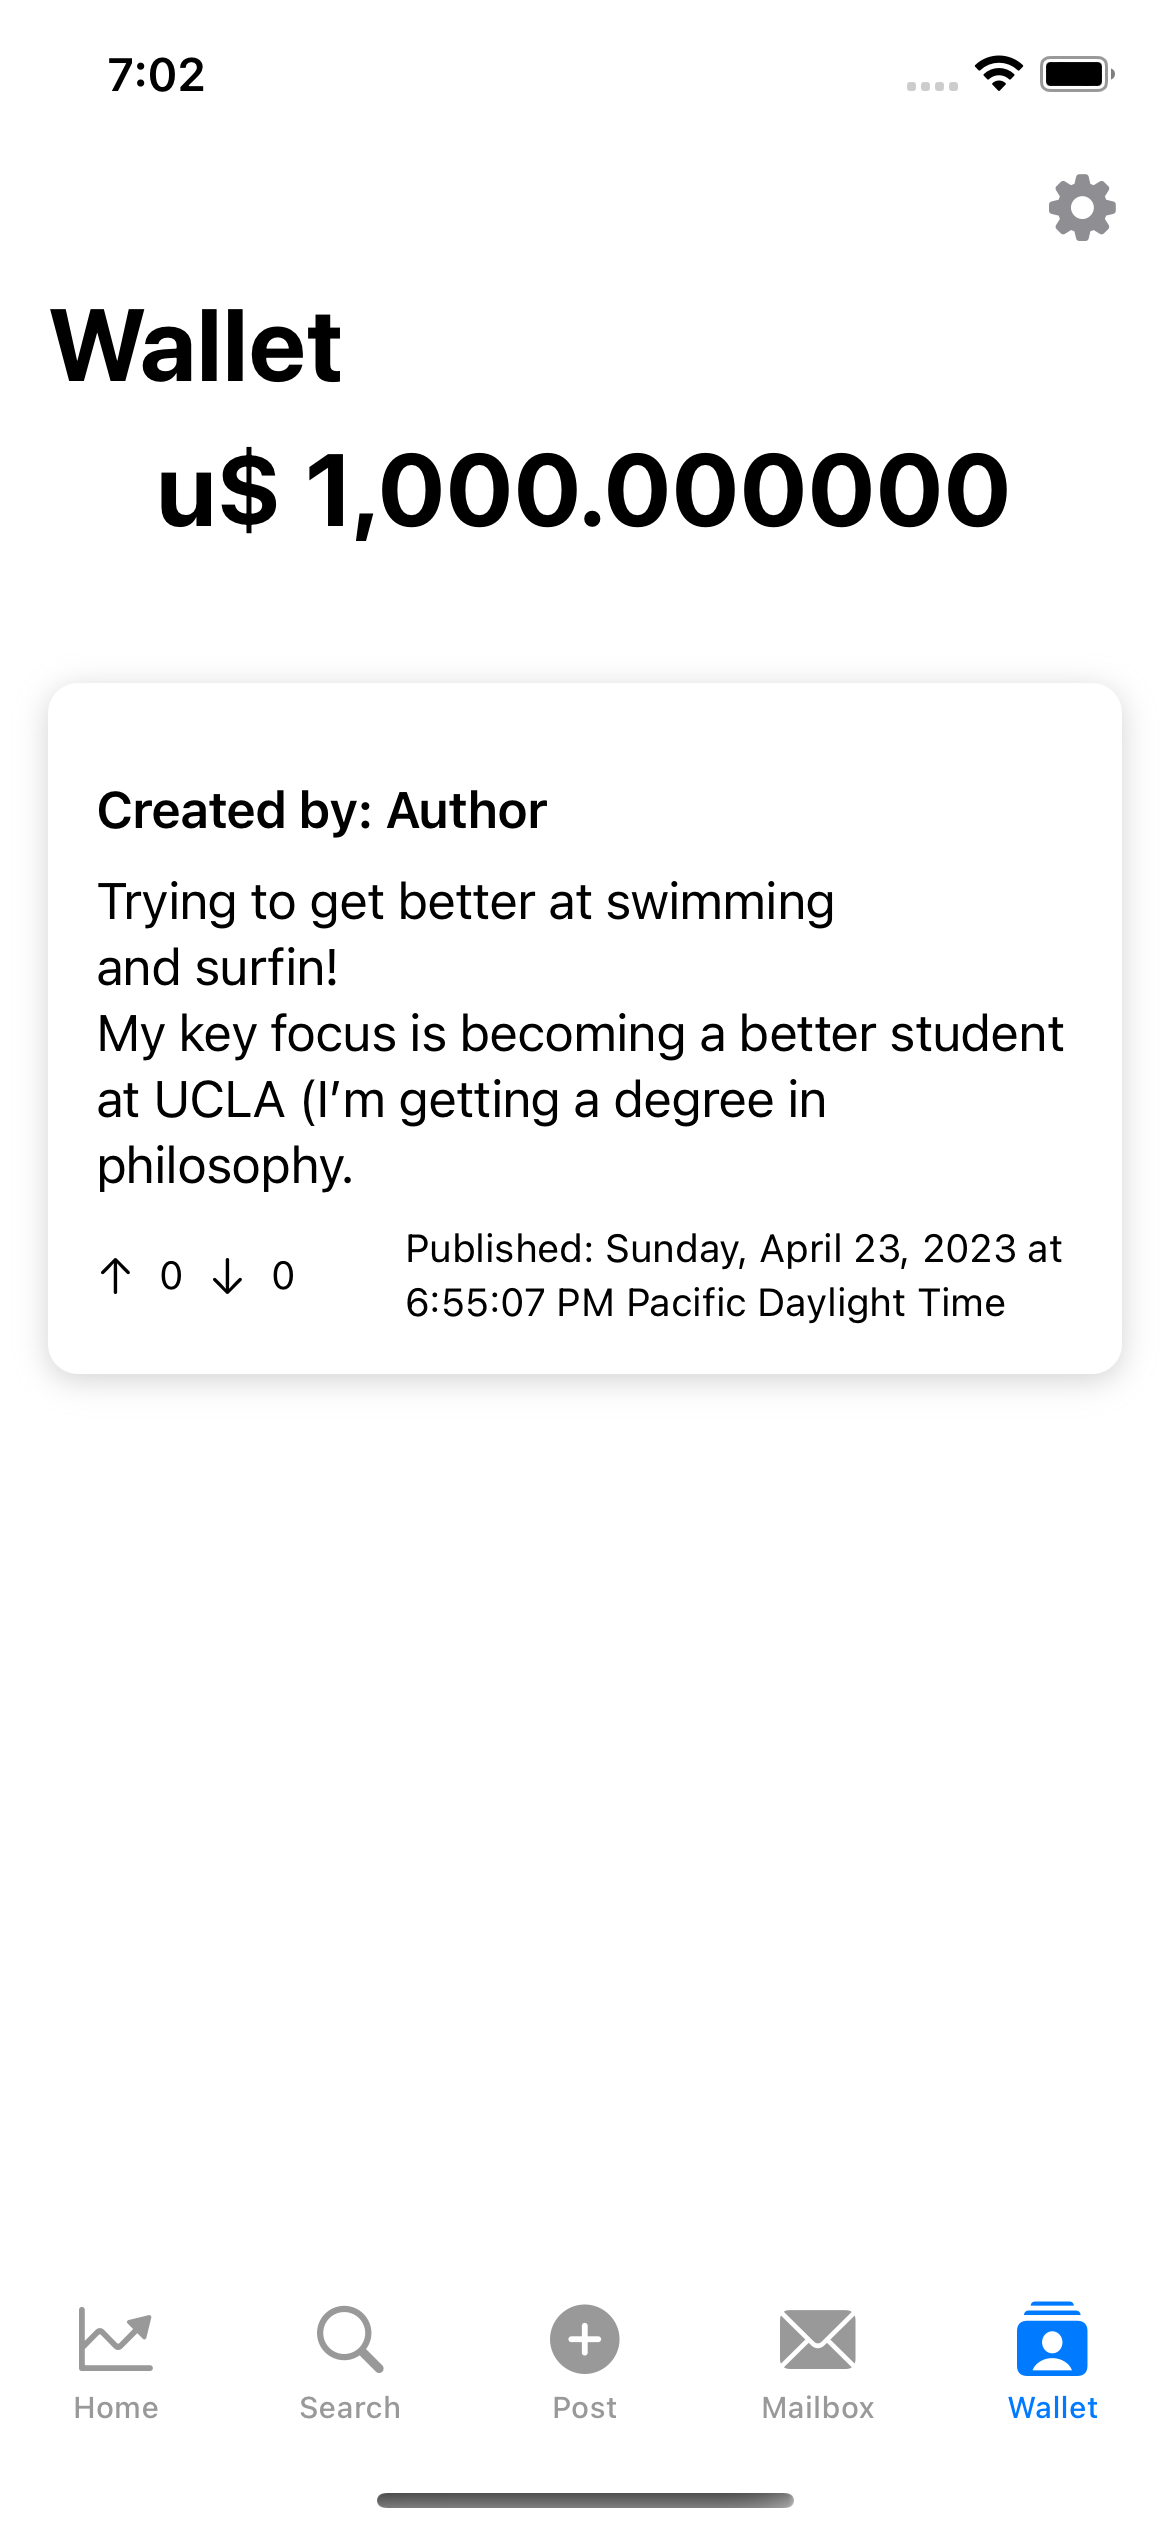 7:02
Wallet
u$ 1,000.000000
Created by: Author
Trying to get better at swimming
and surfin!
My key focus is becoming a better student
at UCLA (I’m getting a degree in
philosophy.
↑ 0 ↓ 0
Published: Sunday, April 23, 2023 at
6:55:07 PM Pacific Daylight Time
Home
Search
Post
Mailbox
Wallet